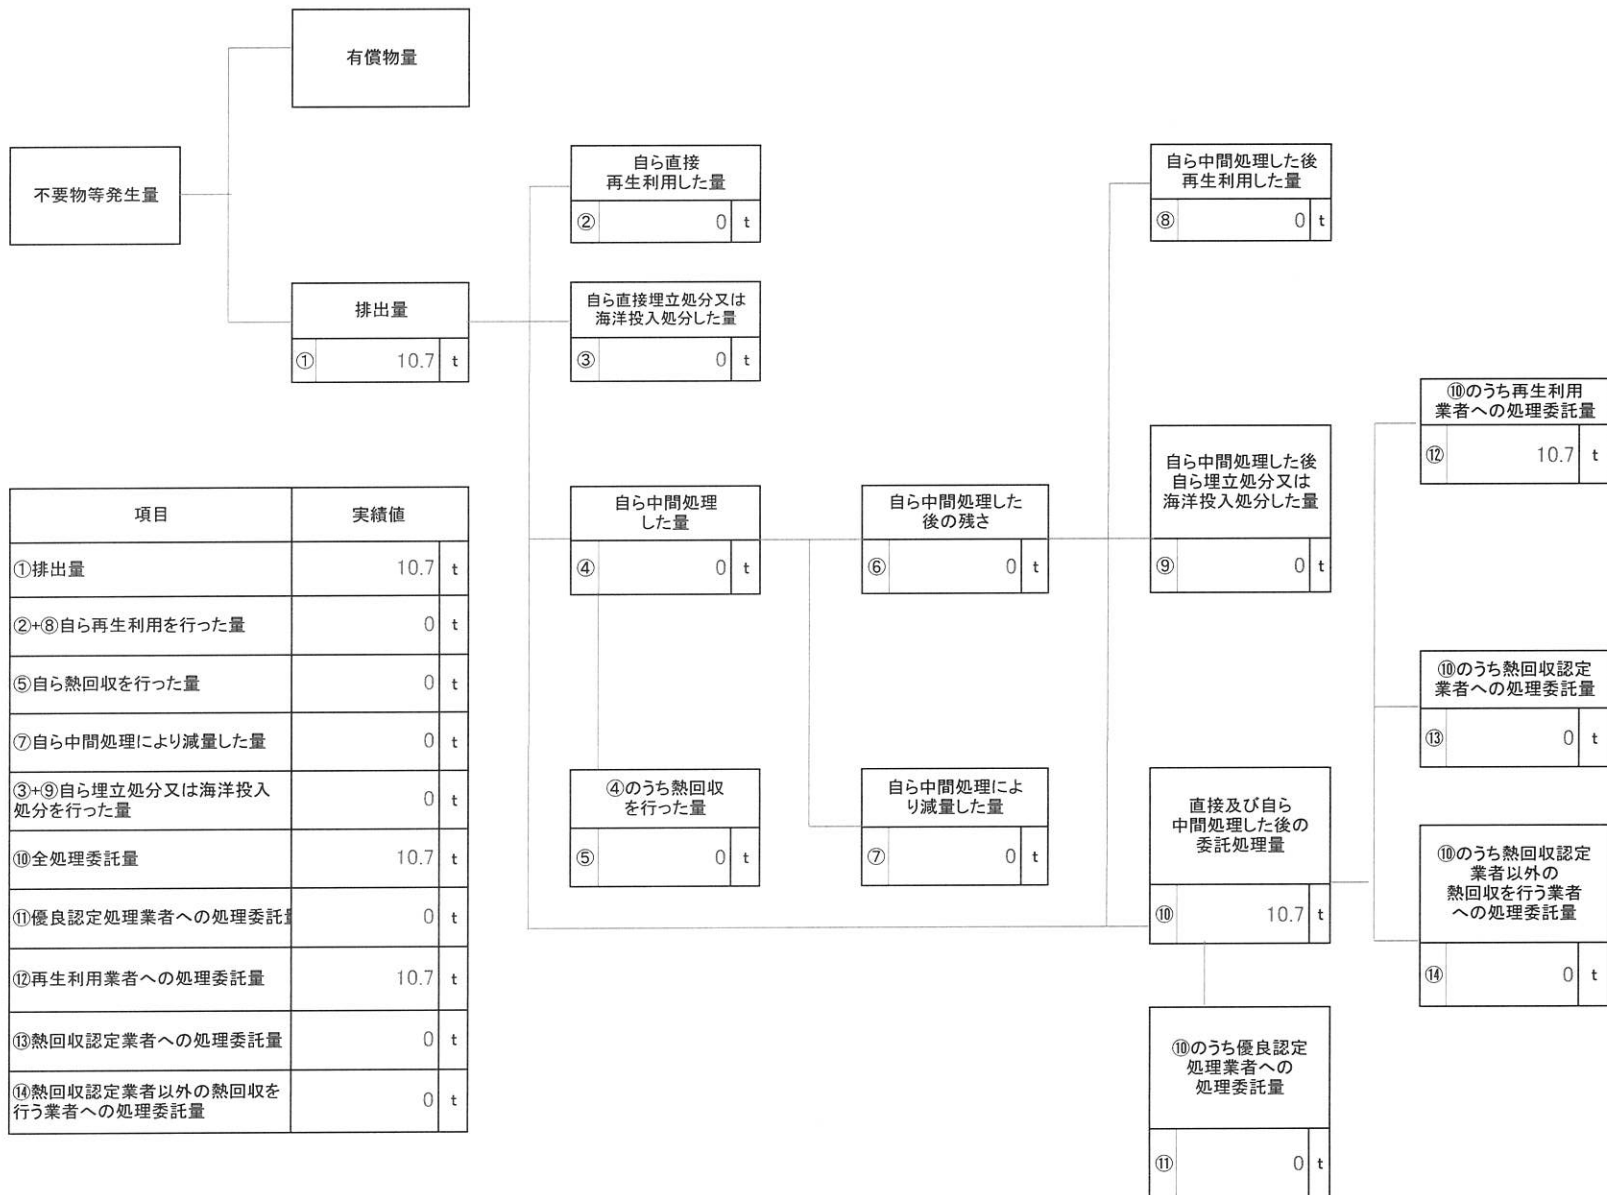 有償物量
不要物等発生量
排出量
① 10.7 t
自ら直接
再生利用した量
② 0 t
自ら直接埋立処分又は
海洋投入処分した量
③ 0 t
自ら中間処理
した量
④ 0 t
④のうち熱回収
を行った量
⑤ 0 t
自ら中間処理した
後の残さ
⑥ 0 t
自ら中間処理によ
り減量した量
⑦ 0 t
自ら中間処理した後
再生利用した量
⑧ 0 t
自ら中間処理した後
自ら埋立処分又は
海洋投入処分した量
⑨ 0 t
直接及び自ら
中間処理した後の
委託処理量
⑩ 10.7 t
⑩のうち優良認定
処理業者への
処理委託量
⑪ 0 t
⑩のうち再生利用
業者への処理委託量
⑫ 10.7 t
⑩のうち熱回収認定
業者への処理委託量
⑬ 0 t
⑩のうち熱回収認定
業者以外の
熱回収を行う業者
への処理委託量
⑭ 0 t
項目 実績値
①排出量 10.7 t
②+⑧自ら再生利用を行った量 0 t
⑤自ら熱回収を行った量 0 t
⑦自ら中間処理により減量した量 0 t
③+⑨自ら埋立処分又は海洋投入
処分を行った量 0 t
⑩全処理委託量 10.7 t
⑪優良認定処理業者への処理委託 0 t
⑫再生利用業者への処理委託量 10.7 t
⑬熱回収認定業者への処理委託量 0 t
⑭熱回収認定業者以外の熱回収を
行う業者への処理委託量 0 t